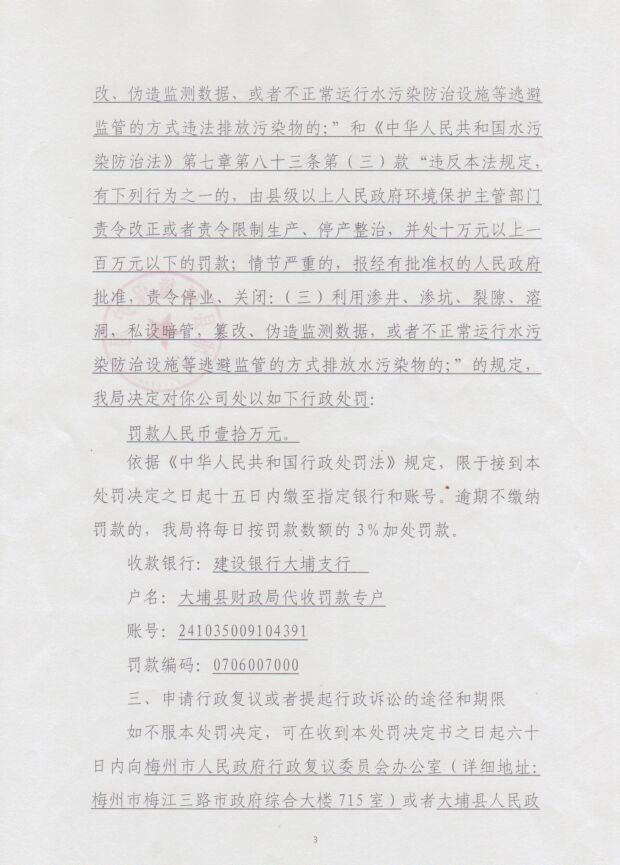 改、伪造监测数据，或者不正常运行水污染防治设施等逃避
监管的方式违法排放污染物的；”和《中华人民共和国水污
染防治法》第七章第八十三条第（三）款“违反本法规定，
有下列行为之一的，由县级以上人民政府环境保护主管部门
责令改正或者责令限制生产、停产整治，并处十万元以上一
百万元以下的罚款；情节严重的，报经有批准权的人民政府
批准，责令停业、关闭：（三）利用渗井、渗坑、裂隙、溶
洞，私设暗管，篡改、伪造监测数据，或者不正常运行水污
染防治设施等逃避监管的方式排放水污染物的；”的规定，
我局决定对你公司处以如下行政处罚：
罚款人民币壹拾万元。
依据《中华人民共和国行政处罚法》规定，限于接到本
处罚决定之日起十五日内缴至指定银行和账号。逾期不缴纳
罚款的，我局将每日按罚款数额的 3%加处罚款。
收款银行：建设银行大埔支行
户名：大埔县财政局代收罚款专户
账号：241035009104391
罚款编码：0706007000
三、申请行政复议或者提起行政诉讼的途径和期限
如不服本处罚决定，可在收到本处罚决定书之日起六十
日内向梅州市人民政府行政复议委员会办公室（详细地址：
梅州市梅江三路市政府综合大楼 715 室）或者大埔县人民政
3